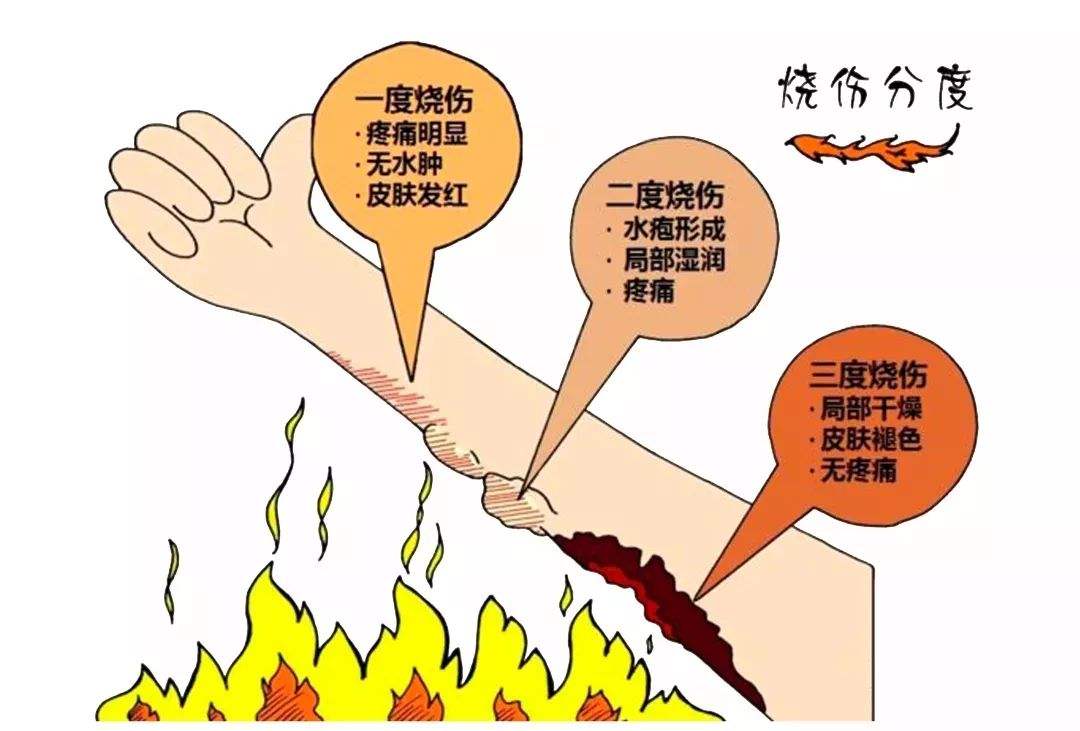 烧伤分度
一度烧伤
·疼痛明显
·无水肿
·皮肤发红
二度烧伤
·水疱形成
·局部湿润
·疼痛
三度烧伤
·局部干燥
·皮肤褪色
·无疼痛